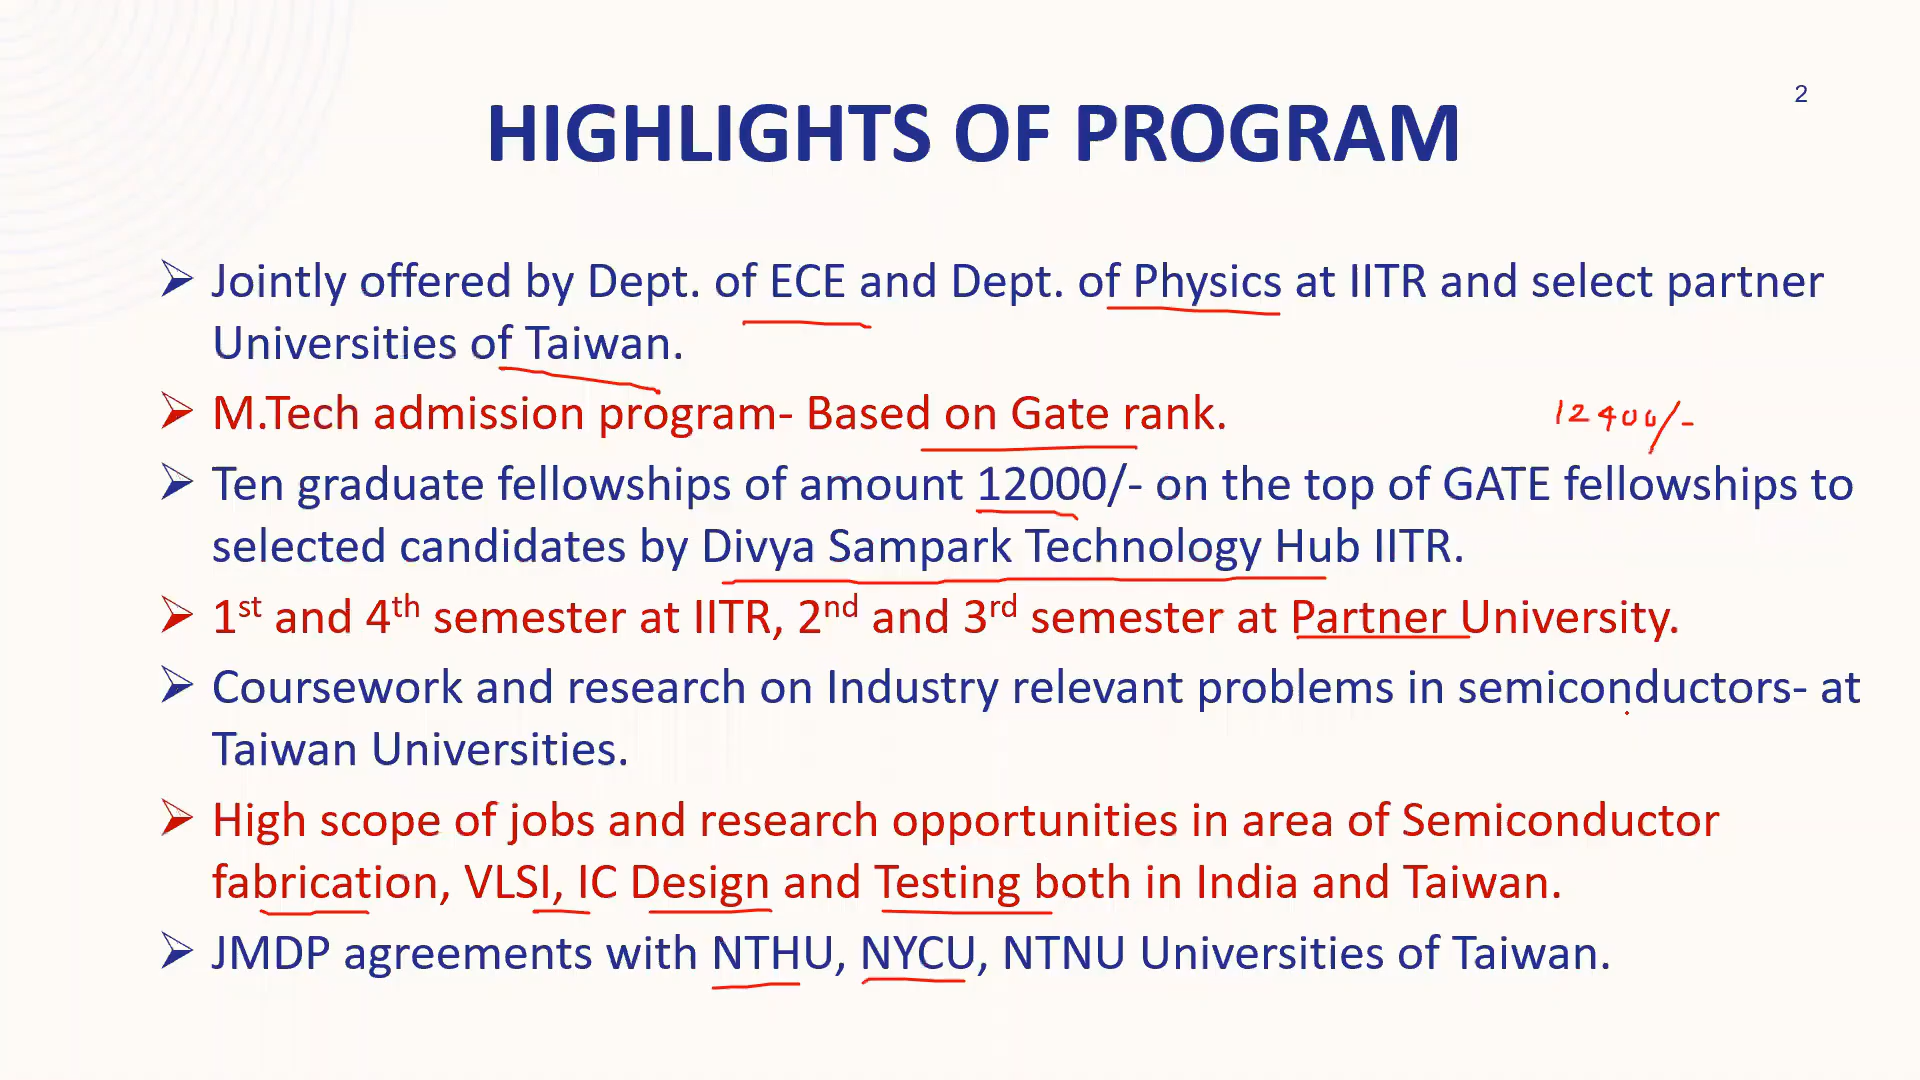 2
HIGHLIGHTS OF PROGRAM
➢ Jointly offered by Dept. of ECE and Dept. of Physics at IITR and select partner
Universities of Taiwan.
➢ M.Tech admission program- Based on Gate rank.
12400/-
➢ Ten graduate fellowships of amount 12000/- on the top of GATE fellowships to
selected candidates by Divya Sampark Technology Hub IITR.
➢ 1st and 4th semester at IITR, 2nd and 3rd semester at Partner University.
➢ Coursework and research on Industry relevant problems in semiconductors- at
Taiwan Universities.
➢ High scope of jobs and research opportunities in area of Semiconductor
fabrication, VLSI, IC Design and Testing both in India and Taiwan.
➢ JMDP agreements with NTHU, NYCU, NTNU Universities of Taiwan.